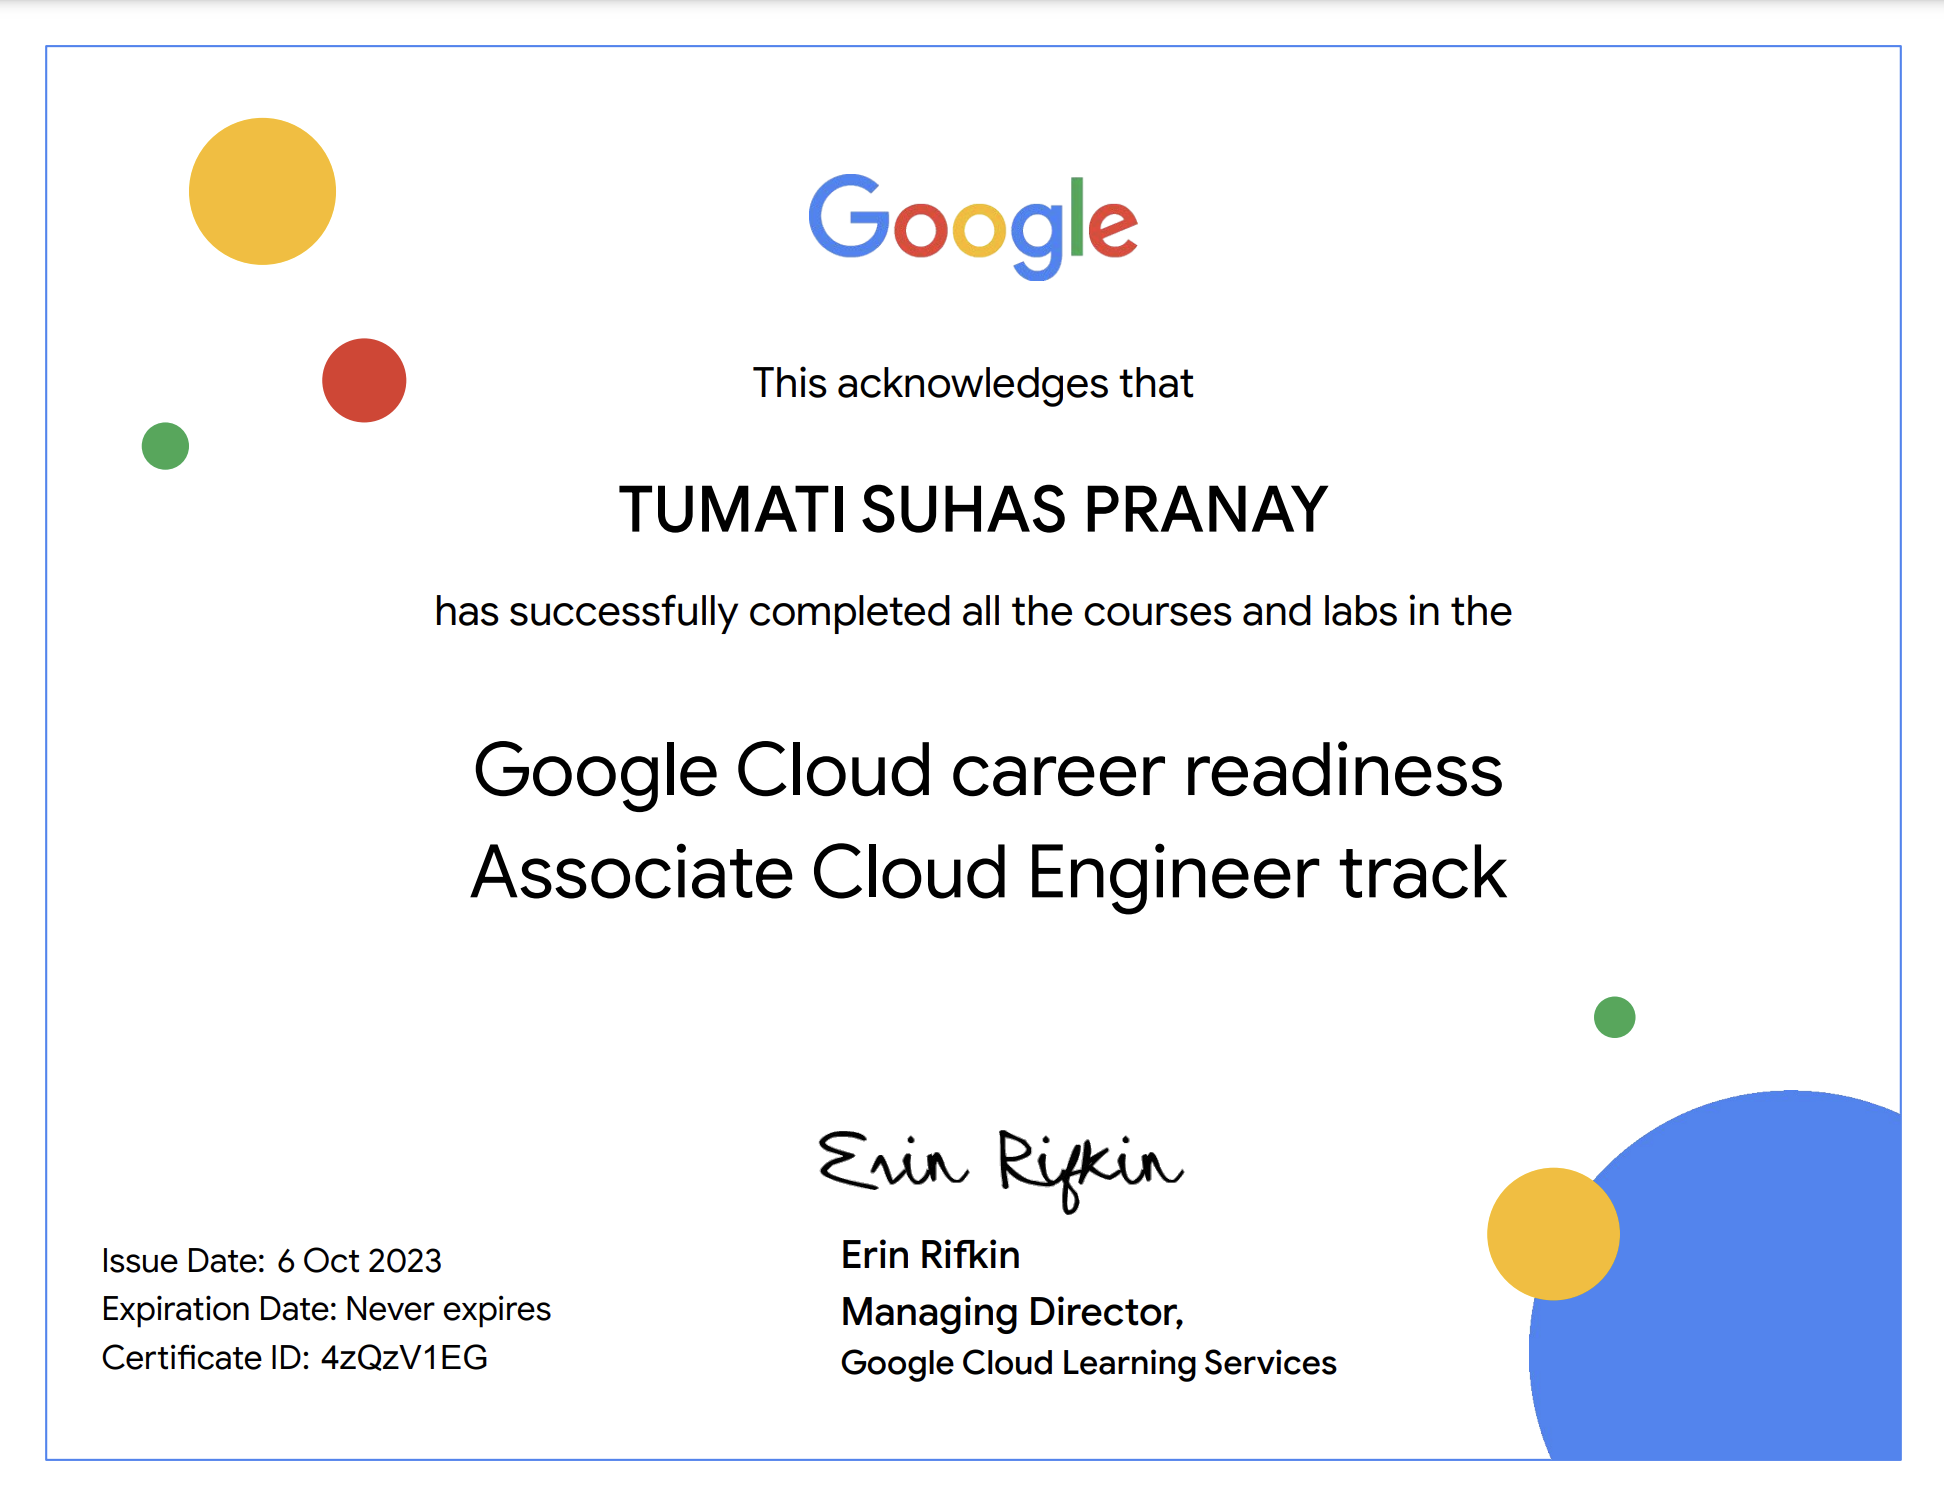 Google
This acknowledges that
TUMATI SUHAS PRANAY
has successfully completed all the courses and labs in the
Google Cloud career readiness
Associate Cloud Engineer track
Erin Rifkin
Issue Date: 6 Oct 2023
Expiration Date: Never expires
Certificate ID: 4zQzV1EG
Erin Rifkin
Managing Director,
Google Cloud Learning Services